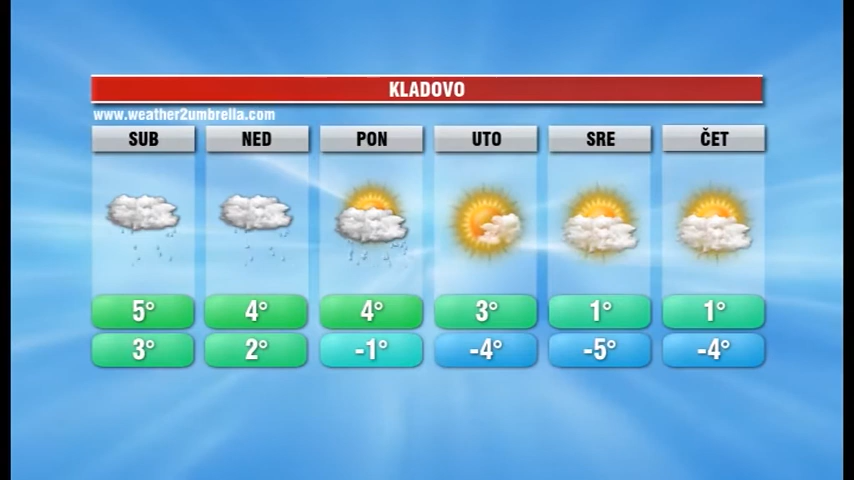 KLADOVO
www.weather2umbrella.com
SUB NED PON UTO SRE ČET
5° 4° 4° 3° 1° 1°
3° 2° -1° -4° -5° -4°